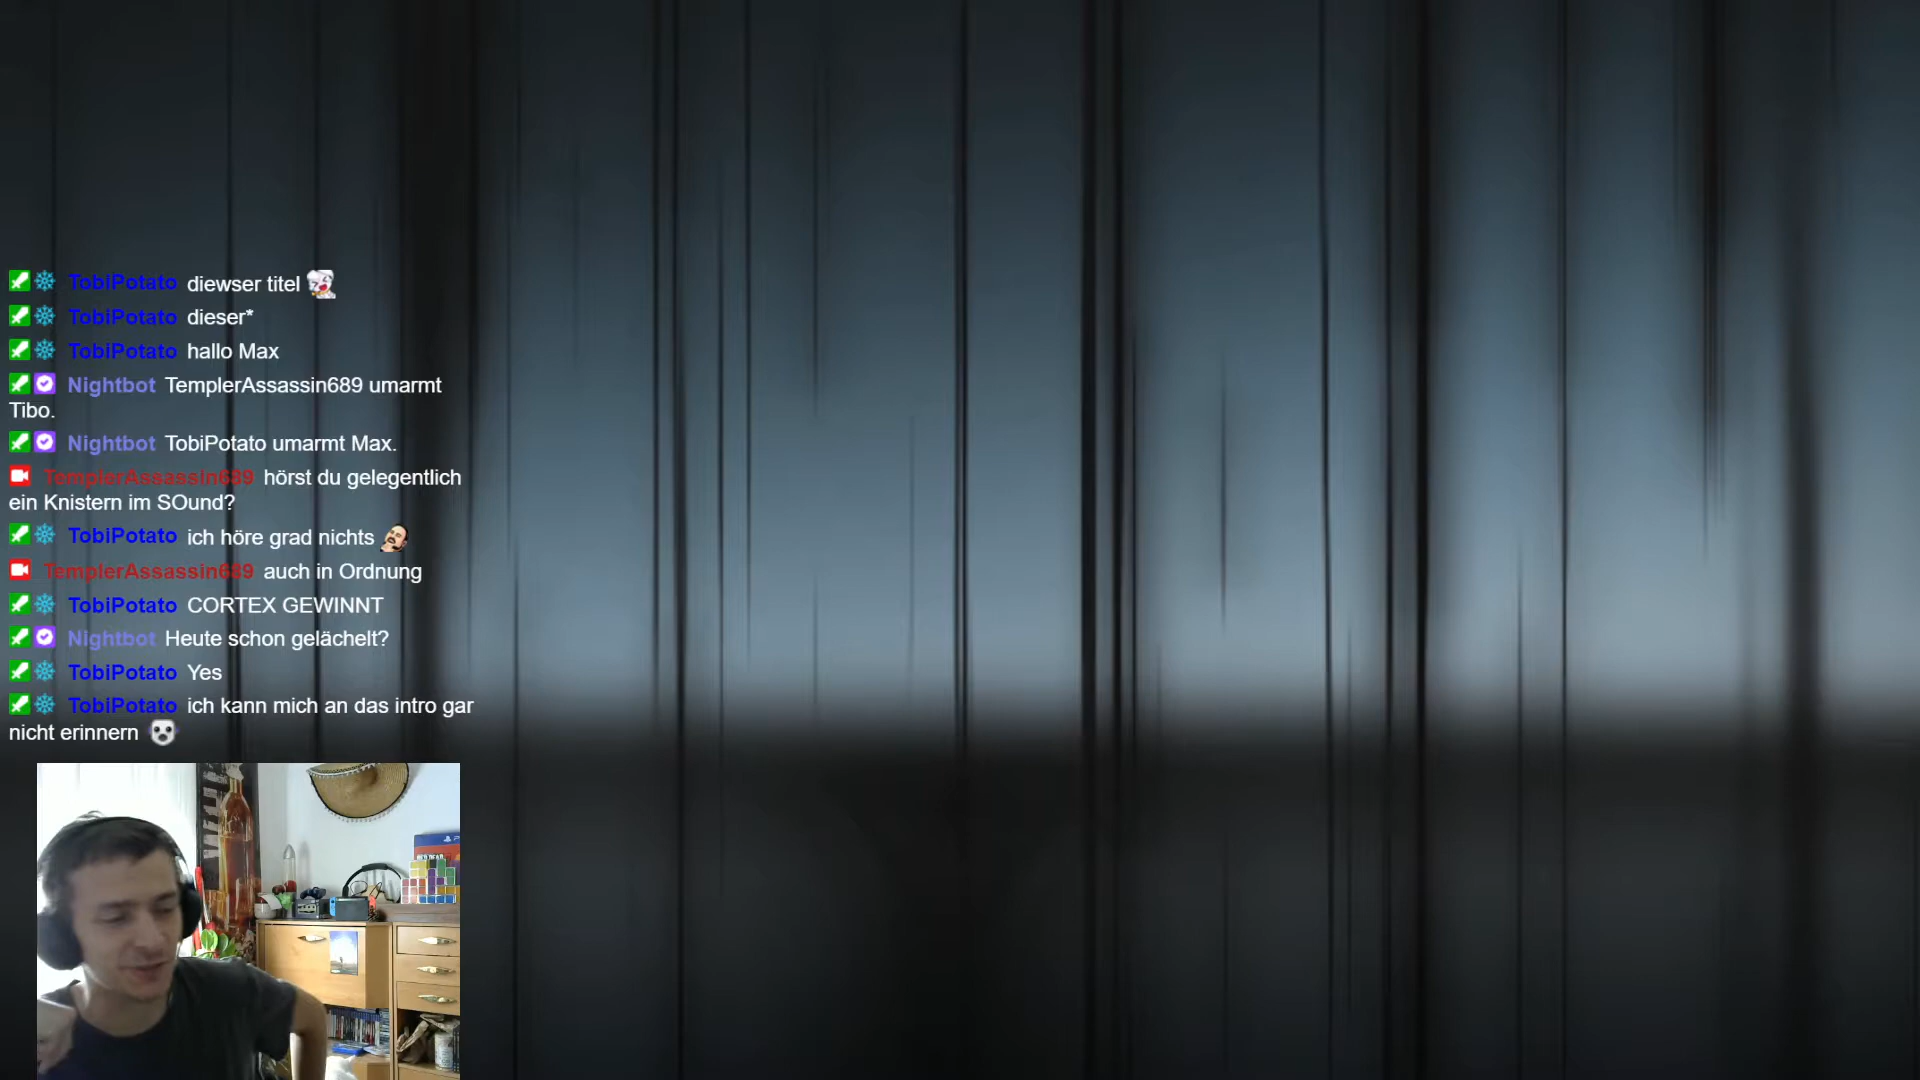 TobiPotato diewser titel
TobiPotato dieser*
TobiPotato hallo Max
Nightbot TemplerAssassin689 umarmt
Tibo.
Nightbot TobiPotato umarmt Max.
TemplerAssassin689 hörst du gelegentlich
ein Knistern im SOund?
TobiPotato ich höre grad nichts
TemplerAssassin689 auch in Ordnung
TobiPotato CORTEX GEWINNT
Nightbot Heute schon gelächelt?
TobiPotato Yes
TobiPotato ich kann mich an das intro gar
nicht erinnern